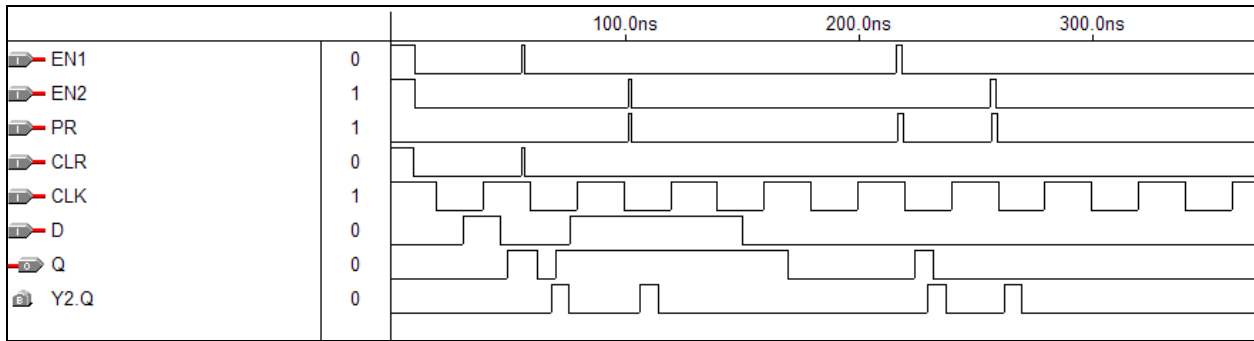 100.0ns 200.0ns 300.0ns
I EN1 0
I EN2 1
I PR 1
I CLR 0
I CLK 1
I D 0
O Q 0
B Y2.Q 0